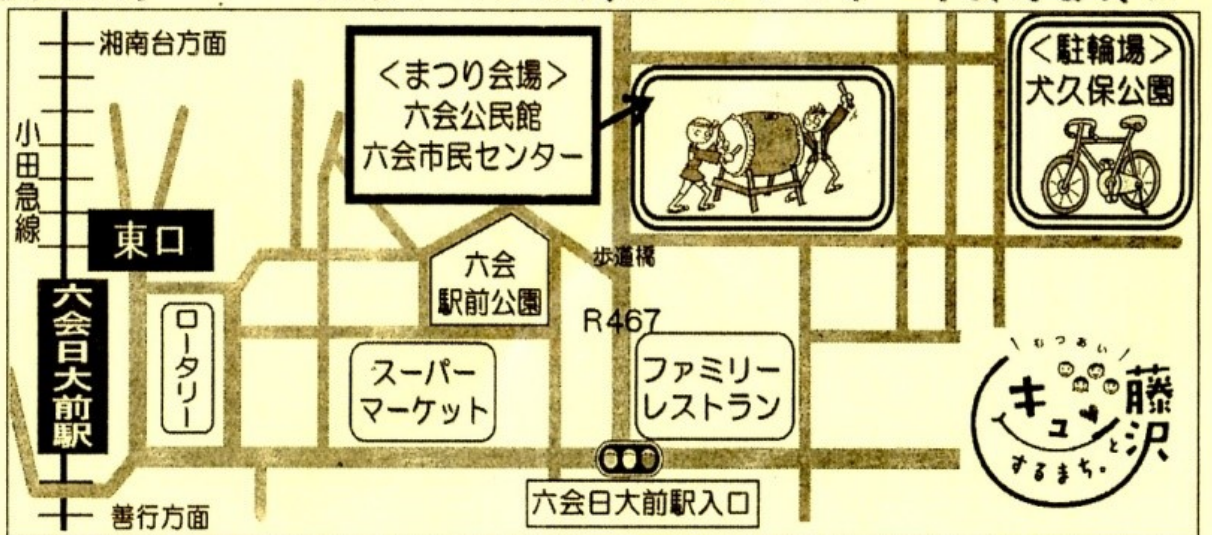 湘南台方面
小田急線
東口
六会日大前駅
善行方面
ロータリー
＜まつり会場＞
六会公民館
六会市民センター
六会
駅前公園
歩道橋
R467
スーパー
マーケット
ファミリー
レストラン
六会日大前駅入口
＜駐輪場＞
犬久保公園
むつあい
キュンと
するまち。
藤沢